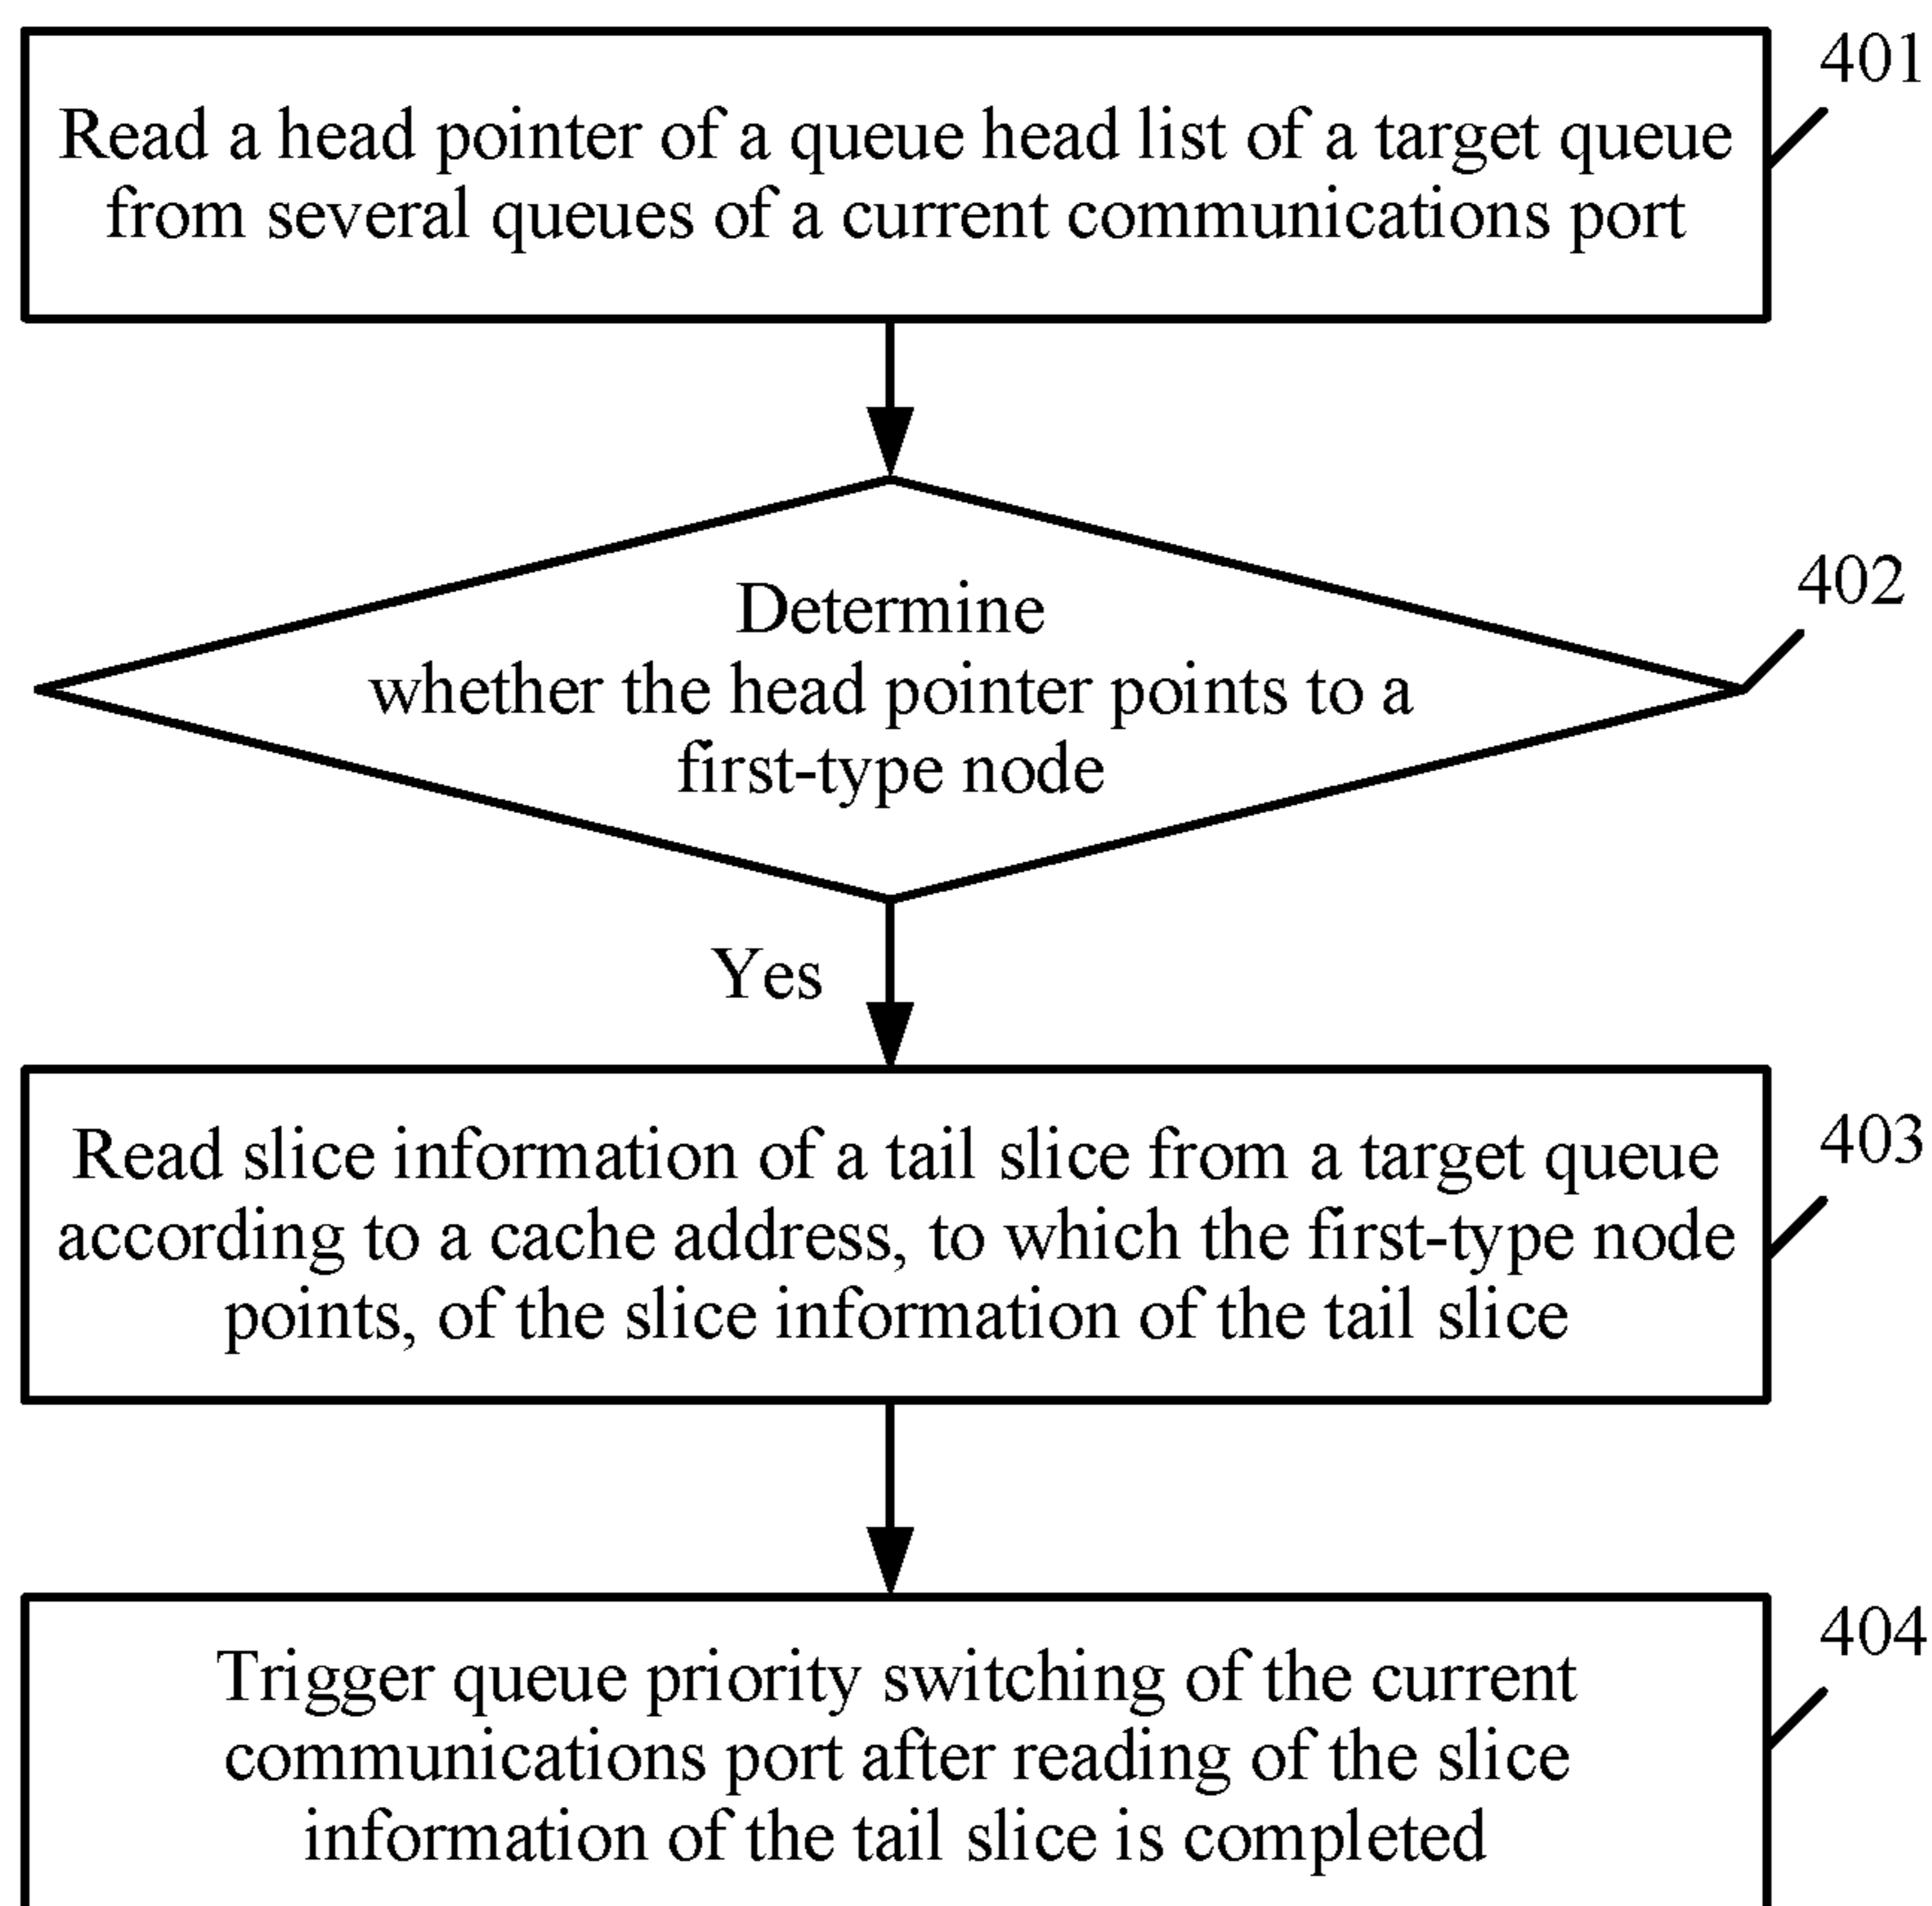 401
Read a head pointer of a queue head list of a target queue
from several queues of a current communications port
402
Determine
whether the head pointer points to a
first-type node
Yes
403
Read slice information of a tail slice from a target queue
according to a cache address, to which the first-type node
points, of the slice information of the tail slice
404
Trigger queue priority switching of the current
communications port after reading of the slice
information of the tail slice is completed